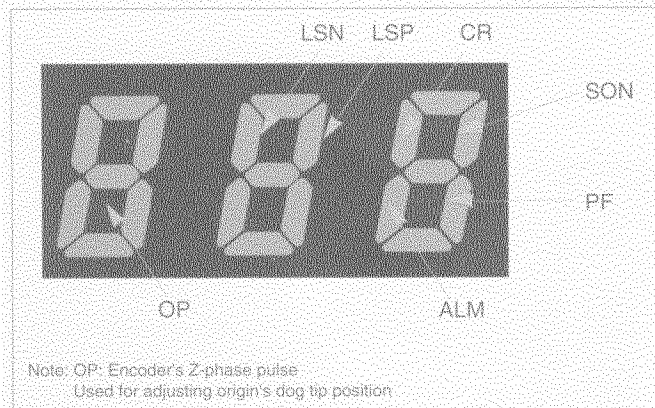 LSN LSP CR
SON
PF
OP ALM
Note: OP: Encoder's Z-phase pulse
Used for adjusting origin's dog tip position